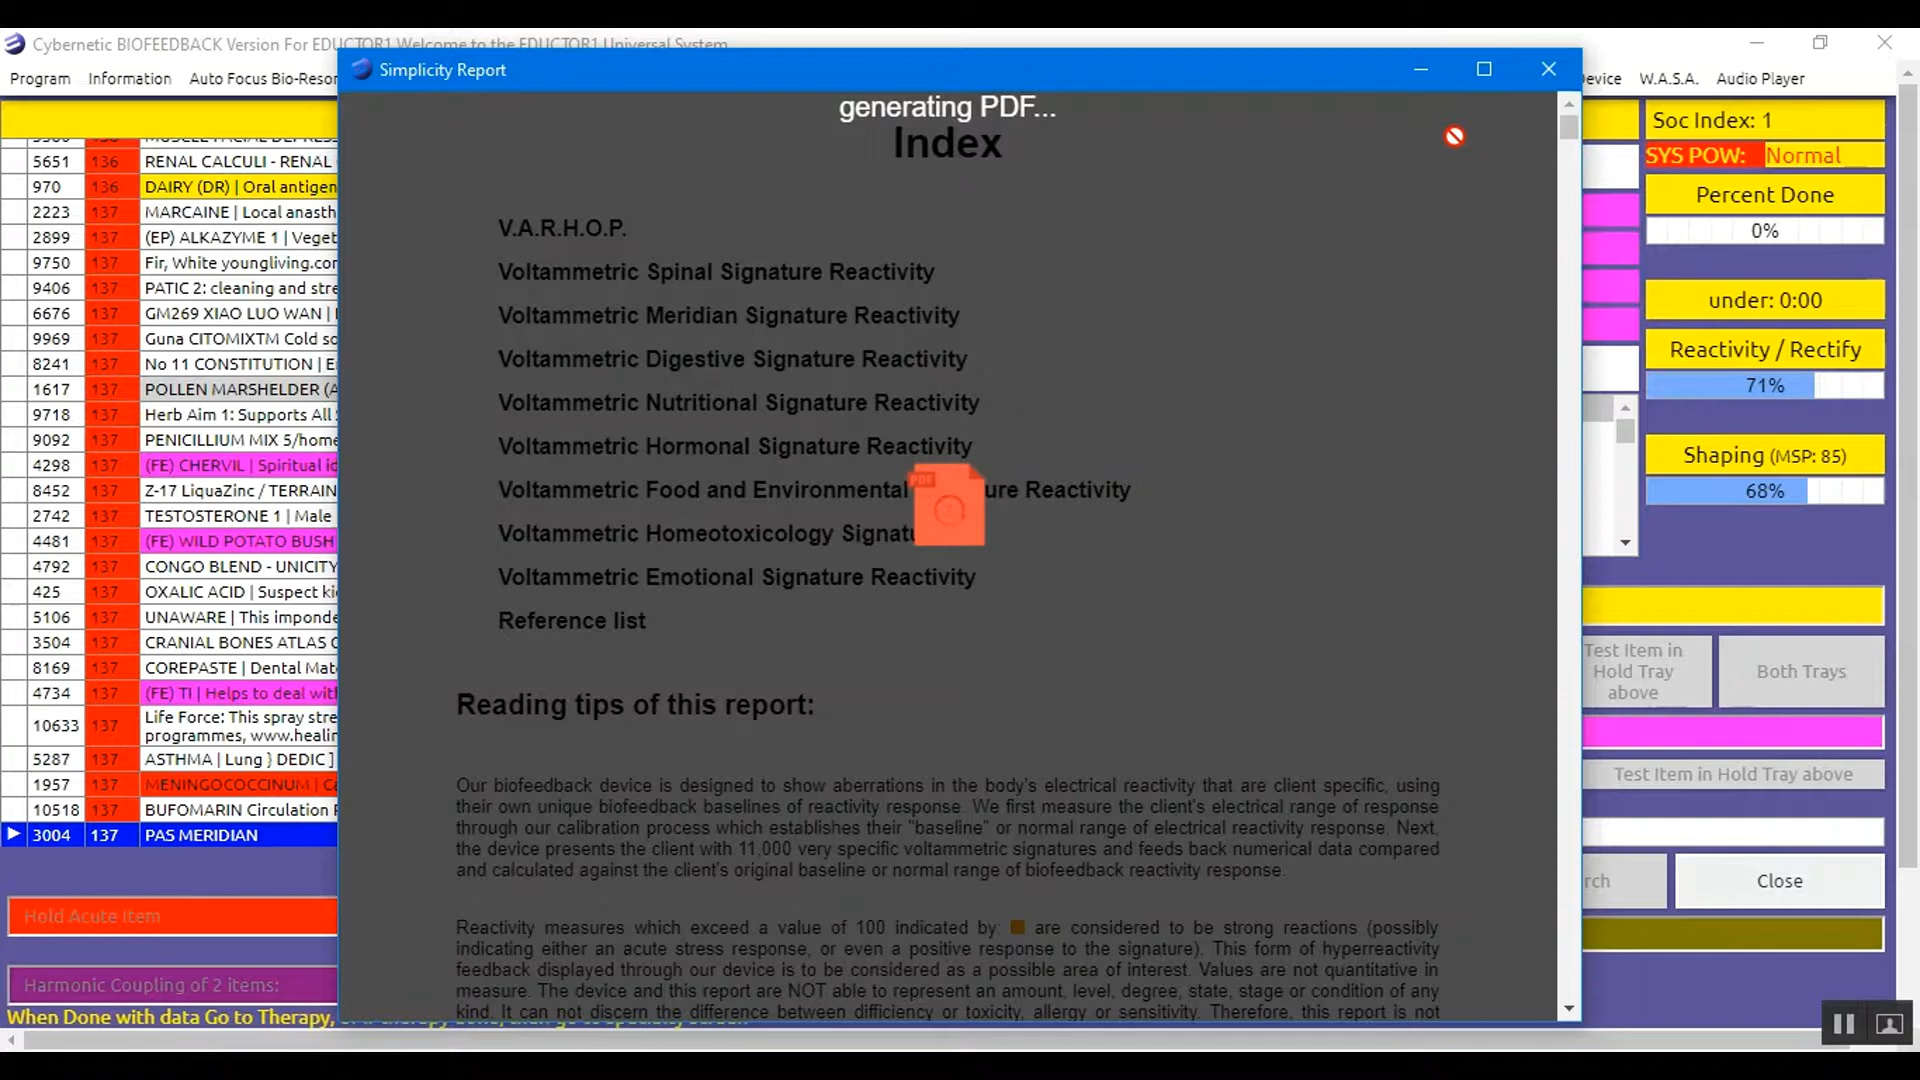 Cybernetic BIOFEEDBACK Version For EDUCTOR1 Welcome to the EDUCTOR1 Universal System
Program Information Auto Focus Bio-Reson
Device W.A.S.A. Audio Player
Simplicity Report
generating PDF...
Index
V.A.R.H.O.P.
Voltammetric Spinal Signature Reactivity
Voltammetric Meridian Signature Reactivity
Voltammetric Digestive Signature Reactivity
Voltammetric Nutritional Signature Reactivity
Voltammetric Hormonal Signature Reactivity
Voltammetric Food and Environmental ure Reactivity
Voltammetric Homeotoxicology Signatu
Voltammetric Emotional Signature Reactivity
Reference list
PDF
Reading tips of this report:
Our biofeedback device is designed to show aberrations in the body's electrical reactivity that are client specific, using
their own unique biofeedback baselines of reactivity response. We first measure the client's electrical range of response
through our calibration process which establishes their "baseline" or normal range of electrical reactivity response. Next,
the device presents the client with 11,000 very specific voltammetric signatures and feeds back numerical data compared
and calculated against the client's original baseline or normal range of biofeedback reactivity response.
Reactivity measures which exceed a value of 100 indicated by: are considered to be strong reactions (possibly
indicating either an acute stress response, or even a positive response to the signature). This form of hyperreactivity
feedback displayed through our device is to be considered as a possible area of interest. Values are not quantitative in
measure. The device and this report are NOT able to represent an amount, level, degree, state, stage or condition of any
kind. It can not discern the difference between difficiency or toxicity, allergy or sensitivity. Therefore, this report is not
5651 136 RENAL CALCULI - RENAL
970 136 DAIRY (DR) | Oral antigen
2223 137 MARCAINE | Local anasth
2899 137 (EP) ALKAZYME 1 | Veget
9750 137 Fir, White youngliving.con
9406 137 PATIC 2: cleaning and stre
6676 137 GM269 XIAO LUO WAN |
9969 137 Guna CITOMIXTM Cold so
8241 137 No 11 CONSTITUTION | E
1617 137 POLLEN MARSHELDER (A
9718 137 Herb Aim 1: Supports All
9092 137 PENICILLIUM MIX 5/home
4298 137 (FE) CHERVIL | Spiritual id
8452 137 Z-17 LiquaZinc / TERRAIN
2742 137 TESTOSTERONE 1 | Male
4481 137 (FE) WILD POTATO BUSH
4792 137 CONGO BLEND - UNICITY
425 137 OXALIC ACID | Suspect ki
5106 137 UNAWARE | This imponde
3504 137 CRANIAL BONES ATLAS
8169 137 COREPASTE | Dental Mat
4734 137 (FE) TI | Helps to deal wit
10633 137 Life Force: This spray stre
programmes, www.healin
5287 137 ASTHMA | Lung } DEDIC ]
1957 137 MENINGOCOCCINUM | Ca
10518 137 BUFOMARIN Circulation
3004 137 PAS MERIDIAN
Hold Acute Item
Harmonic Coupling of 2 items:
When Done with data Go to Therapy,
Soc Index: 1
SYS POW: Normal
Percent Done
0%
under: 0:00
Reactivity / Rectify
71%
Shaping (MSP: 85)
68%
Test Item in
Hold Tray
above
Both Trays
Test Item in Hold Tray above
rch
Close